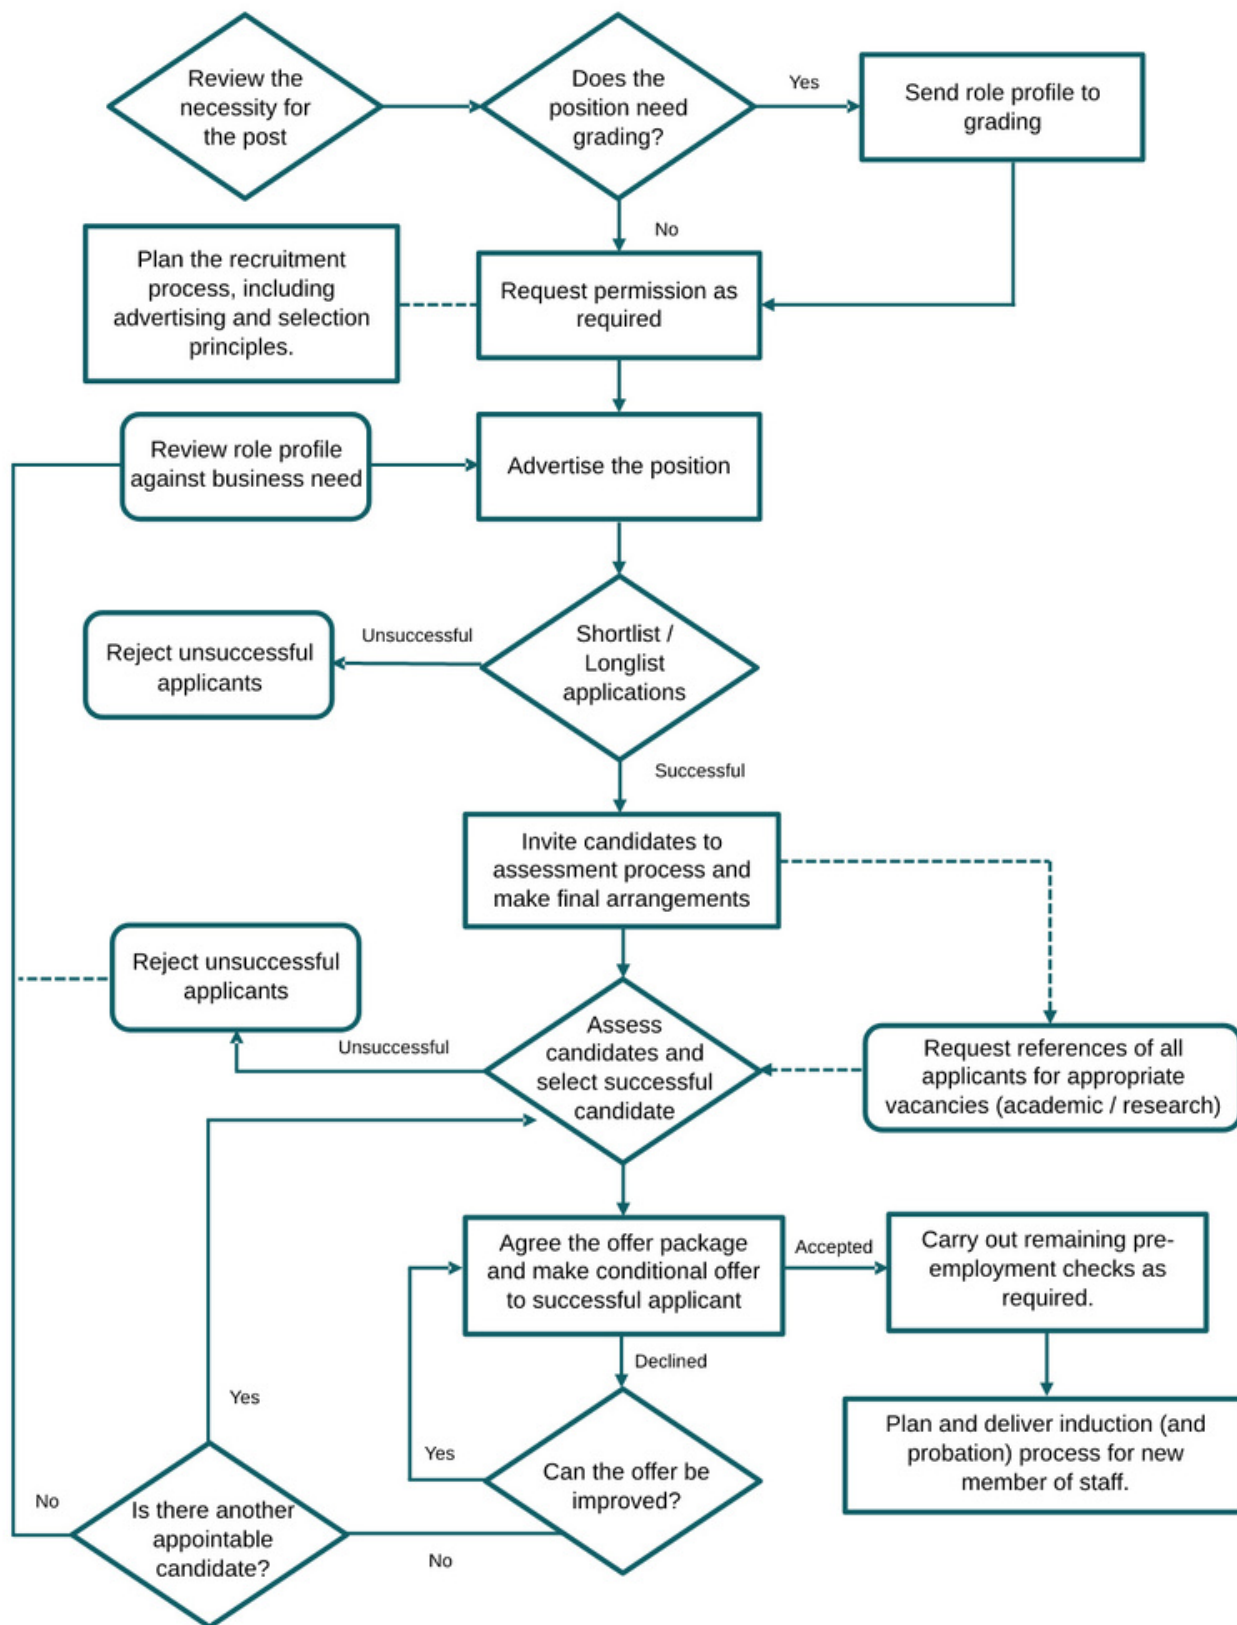 Review the
necessity for
the post
Does the
position need
grading?
Yes
Send role profile to
grading
No
Plan the recruitment
process, including
advertising and selection
principles.
Request permission as
required
Review role profile
against business need
Advertise the position
Unsuccessful
Reject unsuccessful
applicants
Shortlist /
Longlist
applications
Successful
Invite candidates to
assessment process and
make final arrangements
Reject unsuccessful
applicants
Unsuccessful
Assess
candidates and
select successful
candidate
Request references of all
applicants for appropriate
vacancies (academic / research)
Agree the offer package
and make conditional offer
to successful applicant
Accepted
Carry out remaining pre-
employment checks as
required.
Declined
Yes
Yes
Can the offer be
improved?
Plan and deliver induction (and
probation) process for new
member of staff.
No
Is there another
appointable
candidate?
No